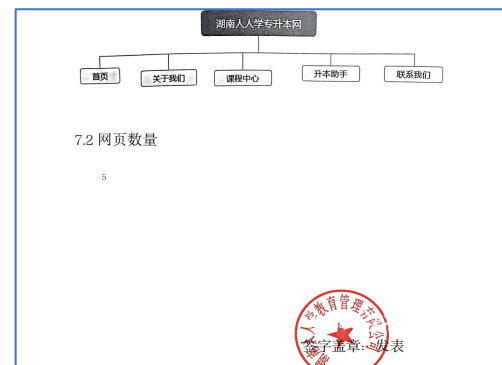 湖南人人学专升本网
首页
关于我们
课程中心
升本助手
联系我们
7.2 网页数量
5
签字盖章：发表